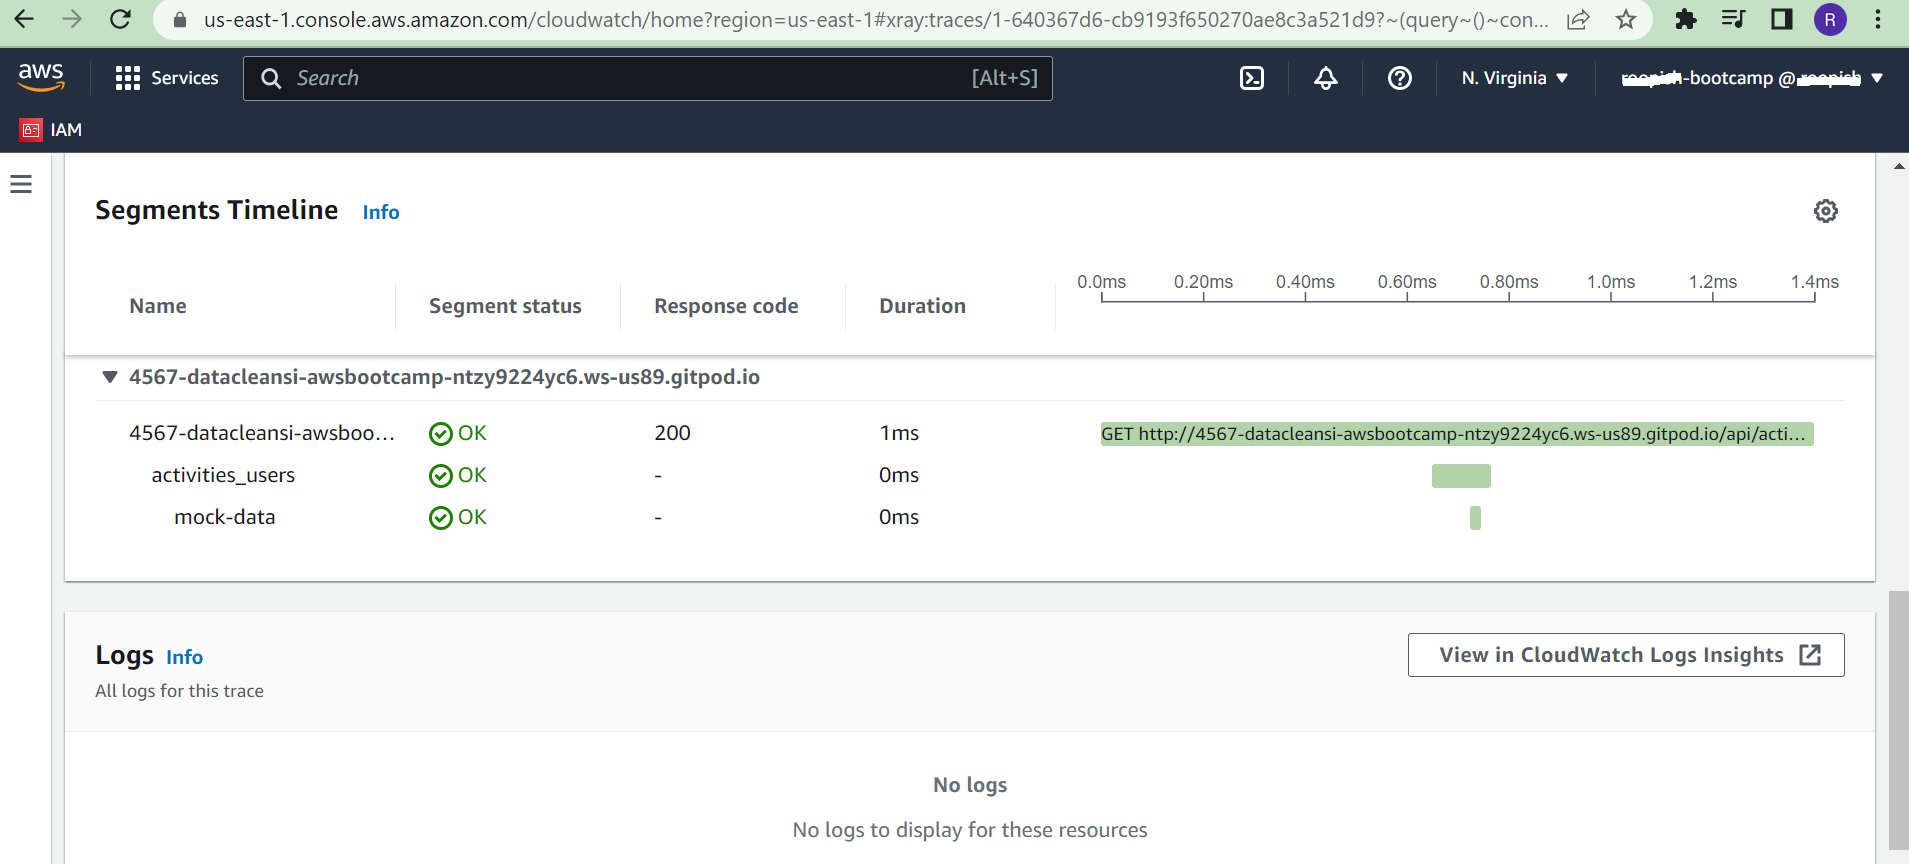 us-east-1.console.aws.amazon.com/cloudwatch/home?region=us-east-1#xray:traces/1-640367d6-cb9193f650270ae8c3a521d9?~(query~()~con...
R
aws
Services
Search
[Alt+S]
N. Virginia
-bootcamp @
IAM
Segments Timeline Info
0.0ms 0.20ms 0.40ms 0.60ms 0.80ms 1.0ms 1.2ms 1.4ms
Name Segment status Response code Duration
4567-datacleansi-awsbootcamp-ntzy9224yc6.ws-us89.gitpod.io
4567-datacleansi-awsboo... OK 200 1ms GET http://4567-datacleansi-awsbootcamp-ntzy9224yc6.ws-us89.gitpod.io/api/acti...
activities_users OK - 0ms
mock-data OK - 0ms
Logs Info
View in CloudWatch Logs Insights
All logs for this trace
No logs
No logs to display for these resources